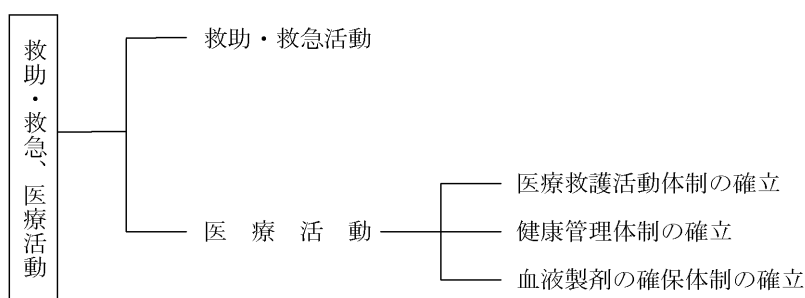 救助・救急、医療活動
救助・救急活動
医療活動
医療救護活動体制の確立
健康管理体制の確立
血液製剤の確保体制の確立